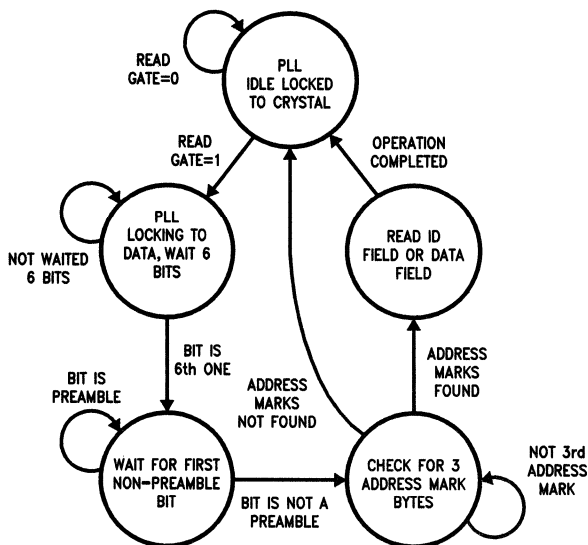 READ
GATE=0
PLL
IDLE LOCKED
TO CRYSTAL
READ
GATE=1
OPERATION
COMPLETED
PLL
LOCKING TO
DATA, WAIT 6
BITS
NOT WAITED
6 BITS
READ ID
FIELD OR DATA
FIELD
BIT IS
6th ONE
BIT IS
PREAMBLE
ADDRESS
MARKS
NOT FOUND
ADDRESS
MARKS
FOUND
WAIT FOR FIRST
NON-PREAMBLE
BIT
BIT IS NOT A
PREAMBLE
CHECK FOR 3
ADDRESS MARK
BYTES
NOT 3rd
ADDRESS
MARK